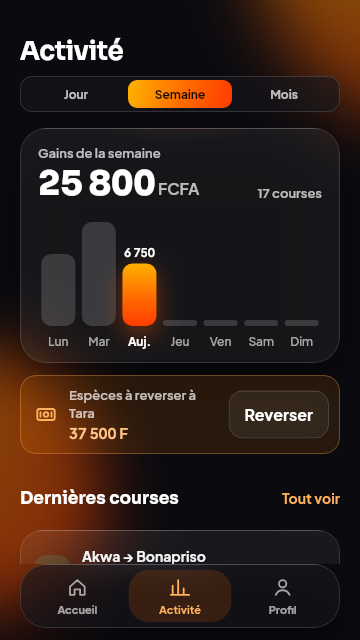 Activité
Jour Semaine Mois
Gains de la semaine
25 800 FCFA 17 courses
6 750
Lun Mar Auj. Jeu Ven Sam Dim
Espèces à reverser à
Tara
37 500 F
Reverser
Dernières courses Tout voir
Akwa → Bonapriso
Accueil Activité Profil